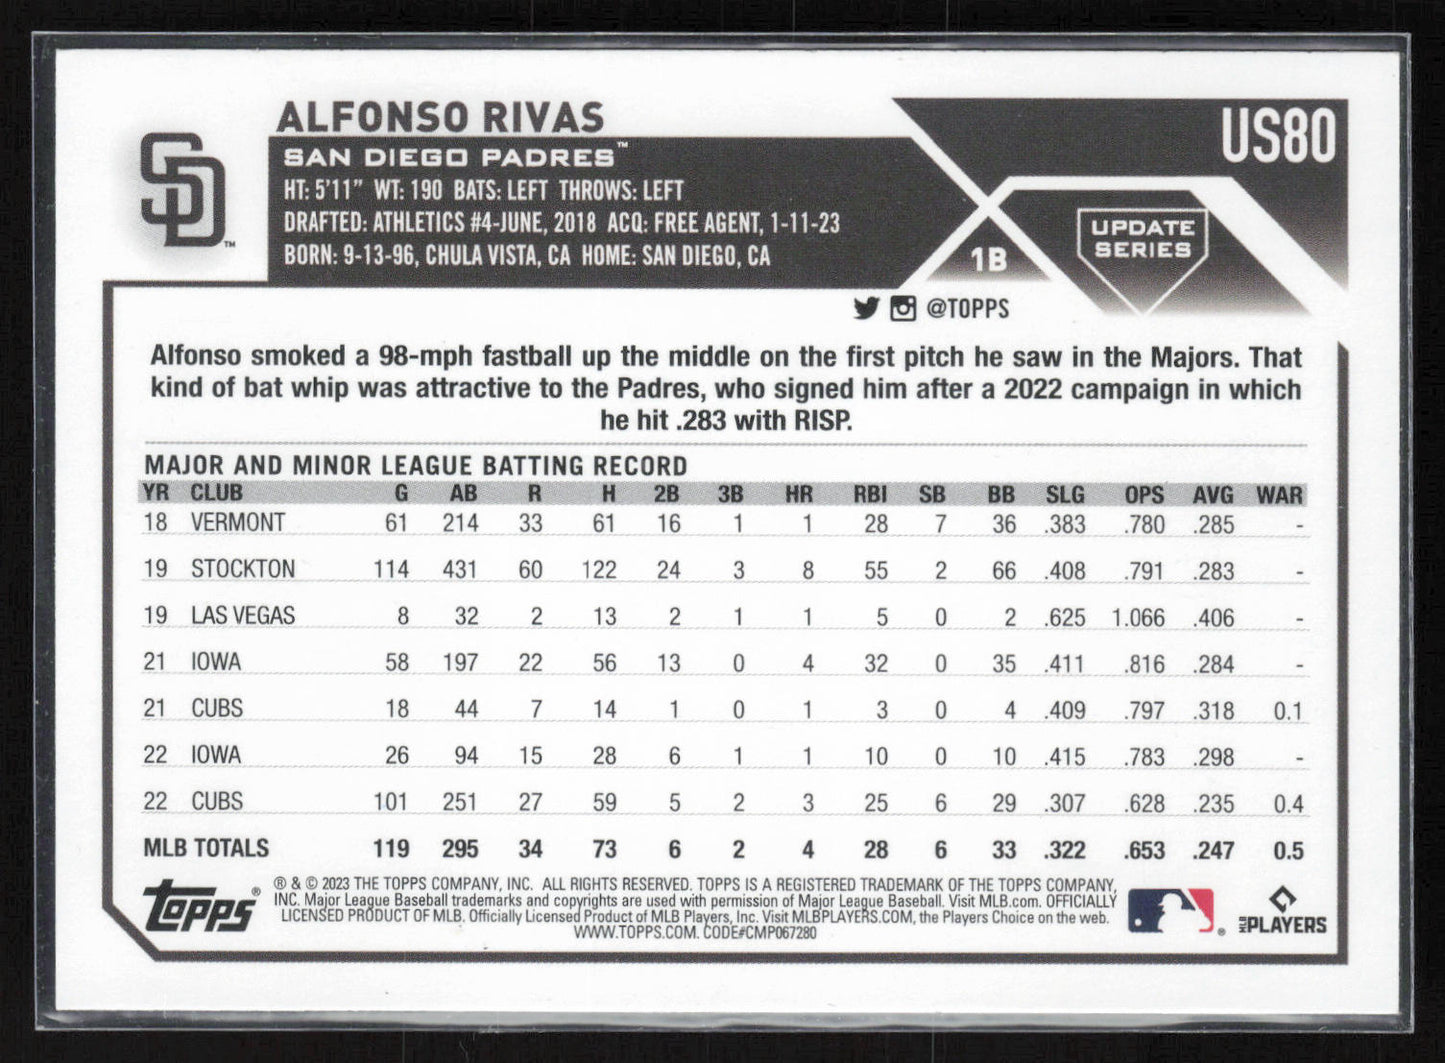 ALFONSO RIVAS
US80
SD™
SAN DIEGO PADRES™
HT: 5'11” WT: 190 BATS: LEFT THROWS: LEFT
DRAFTED: ATHLETICS #4-JUNE, 2018 ACQ: FREE AGENT, 1-11-23
BORN: 9-13-96, CHULA VISTA, CA HOME: SAN DIEGO, CA
1B
UPDATE
SERIES
@TOPPS
Alfonso smoked a 98-mph fastball up the middle on the first pitch he saw in the Majors. That
kind of bat whip was attractive to the Padres, who signed him after a 2022 campaign in which
he hit .283 with RISP.
MAJOR AND MINOR LEAGUE BATTING RECORD
YR CLUB G AB R H 2B 3B HR RBI SB BB SLG OPS AVG WAR
18 VERMONT 61 214 33 61 16 1 1 28 7 36 .383 .780 .285 -
19 STOCKTON 114 431 60 122 24 3 8 55 2 66 .408 .791 .283 -
19 LAS VEGAS 8 32 2 13 2 1 1 5 0 2 .625 1.066 .406 -
21 IOWA 58 197 22 56 13 0 4 32 0 35 .411 .816 .284 -
21 CUBS 18 44 7 14 1 0 1 3 0 4 .409 .797 .318 0.1
22 IOWA 26 94 15 28 6 1 1 10 0 10 .415 .783 .298 -
22 CUBS 101 251 27 59 5 2 3 25 6 29 .307 .628 .235 0.4
MLB TOTALS 119 295 34 73 6 2 4 28 6 33 .322 .653 .247 0.5
Topps®
® & © 2023 THE TOPPS COMPANY, INC. ALL RIGHTS RESERVED. TOPPS IS A REGISTERED TRADEMARK OF THE TOPPS COMPANY,
INC. Major League Baseball trademarks and copyrights are used with permission of Major League Baseball. Visit MLB.com. OFFICIALLY
LICENSED PRODUCT OF MLB. Officially Licensed Product of MLB Players, Inc. Visit MLBPLAYERS.COM, the Players Choice on the web.
WWW.TOPPS.COM. CODE#CMP067280
®
MLB PLAYERS